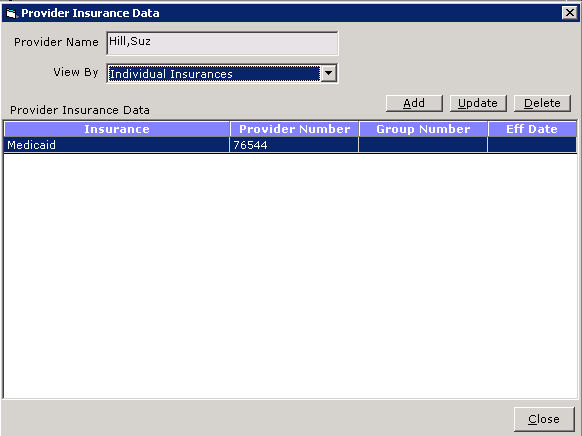 Provider Insurance Data
Provider Name Hill,Suz
View By Individual Insurances
Add Update Delete
Provider Insurance Data
Insurance Provider Number Group Number Eff Date
Medicaid 76544
Close